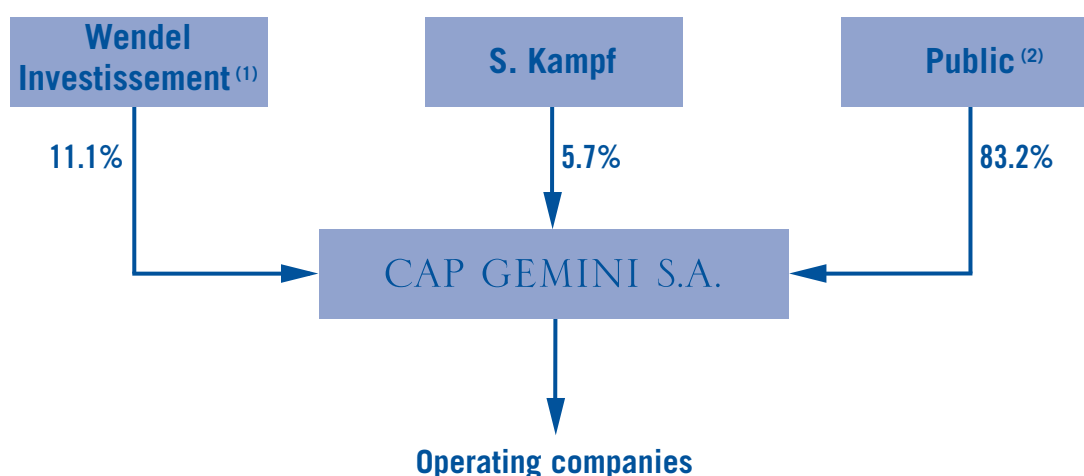 Wendel
Investissement (1)
S. Kampf
Public (2)
11.1%
5.7%
83.2%
CAP GEMINI S.A.
Operating companies